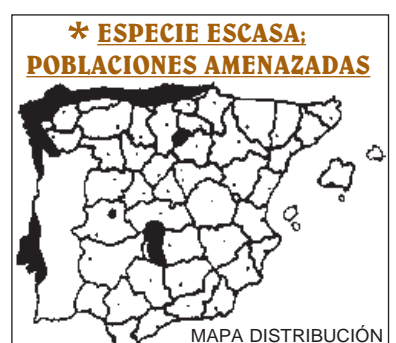 * ESPECIE ESCASA;
POBLACIONES AMENAZADAS
MAPA DISTRIBUCIÓN